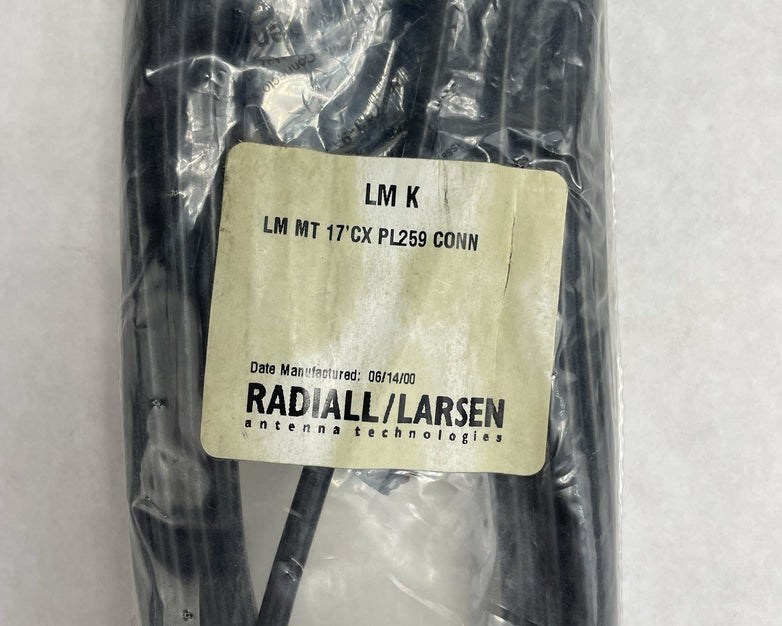 LM K
LM MT 17'CX PL259 CONN
Date Manufactured: 06/14/00
RADIALL/LARSEN
antenna technologies